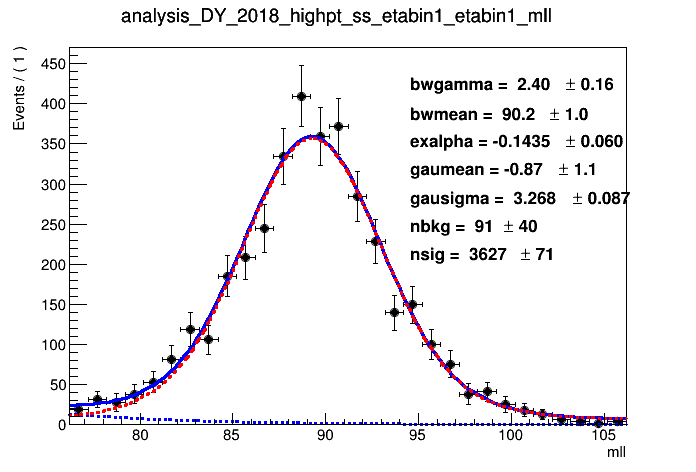 analysis_DY_2018_highpt_ss_etabin1_etabin1_mll
Events / ( 1 )
450
400
350
300
250
200
150
100
50
0
bwgamma = 2.40 ± 0.16
bwmean = 90.2 ± 1.0
exalpha = -0.1435 ± 0.060
gaumean = -0.87 ± 1.1
gausigma = 3.268 ± 0.087
nbkg = 91 ± 40
nsig = 3627 ± 71
80 85 90 95 100 105
mll